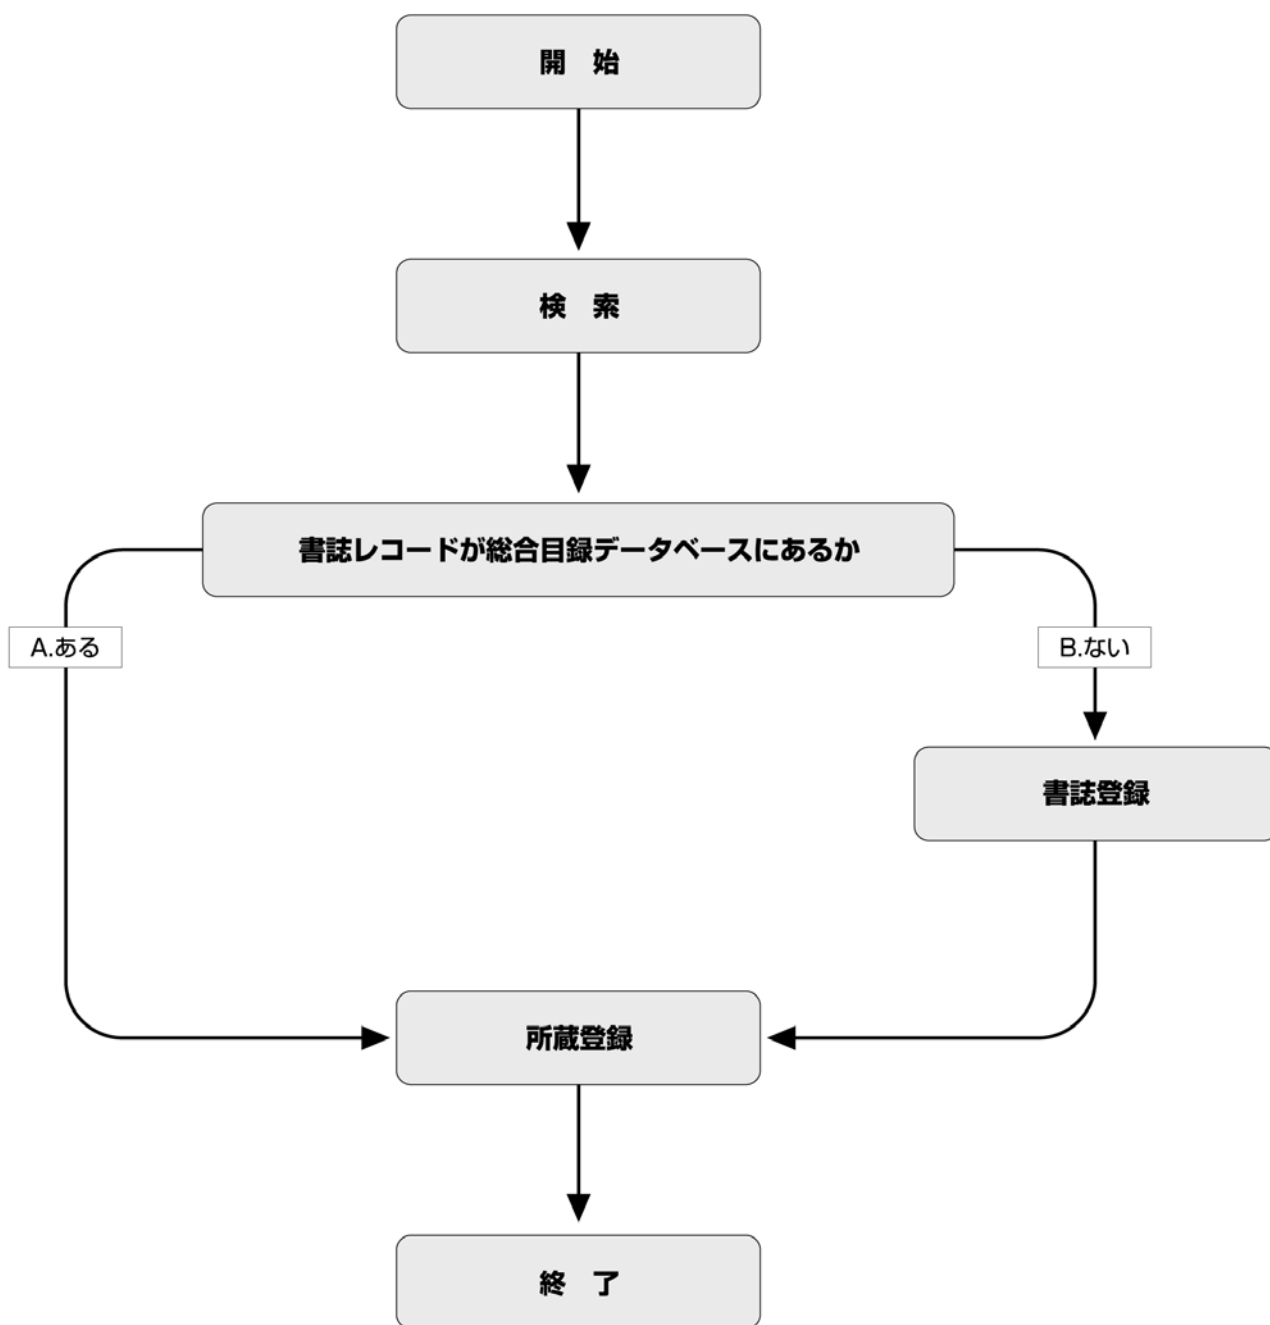 開　始
検　索
書誌レコードが総合目録データベースにあるか
A.ある
B.ない
書誌登録
所蔵登録
終　了